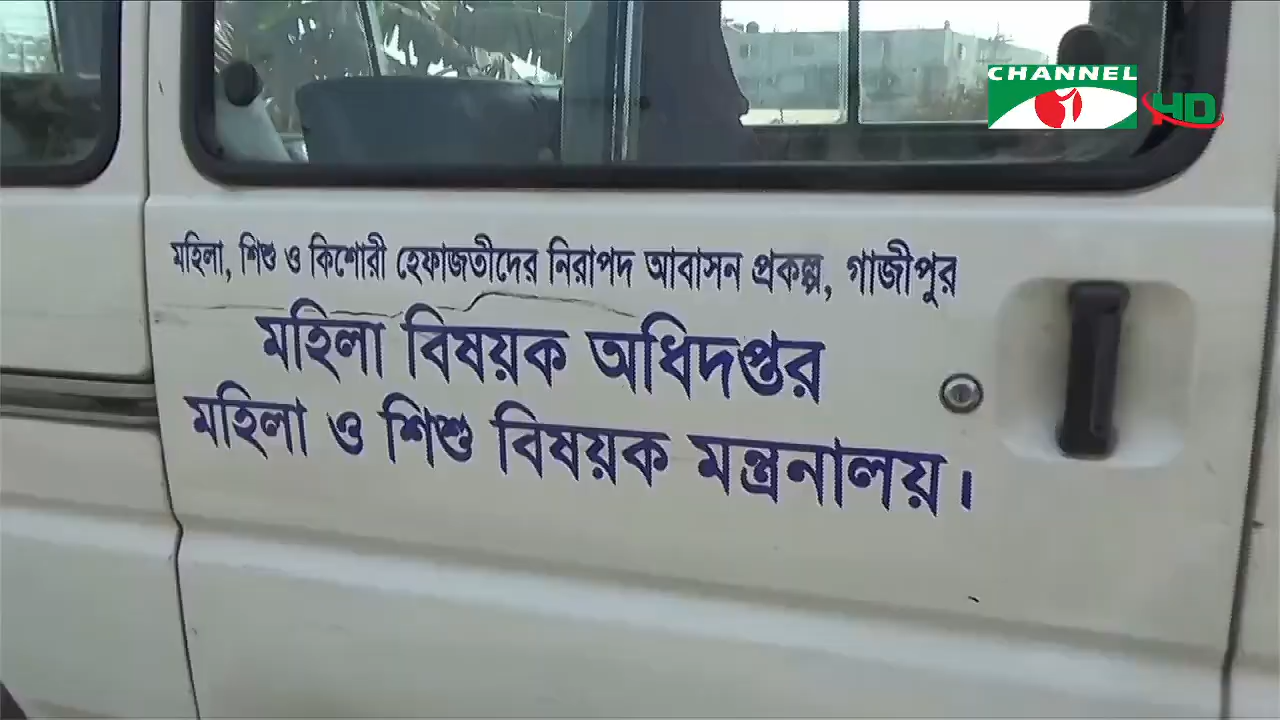 CHANNEL
HD
মহিলা, শিশু ও কিশোরী হেফাজতীদের নিরাপদ আবাসন প্রকল্প, গাজীপুর
মহিলা বিষয়ক অধিদপ্তর
মহিলা ও শিশু বিষয়ক মন্ত্রনালয়।